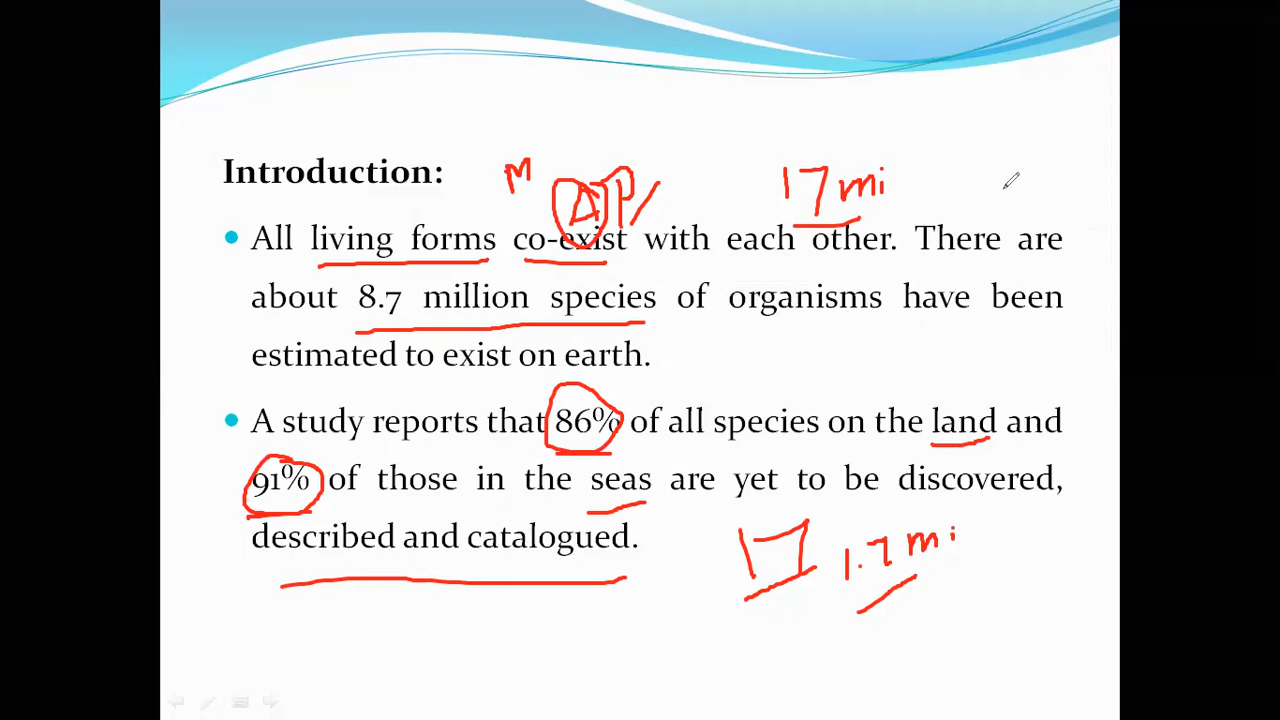 Introduction:
M
A
P
17 mi
All living forms co-exist with each other. There are
about 8.7 million species of organisms have been
estimated to exist on earth.
A study reports that 86% of all species on the land and
91% of those in the seas are yet to be discovered,
described and catalogued.
1.7 mi